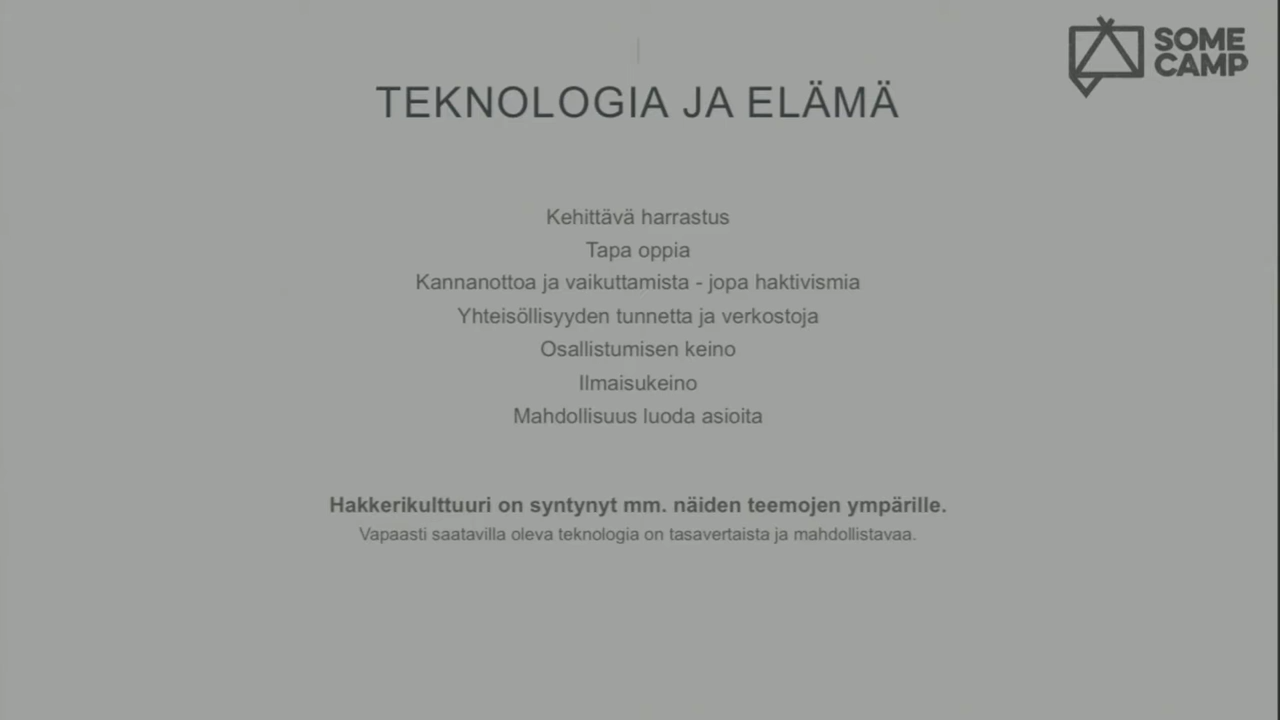 SOME
CAMP
TEKNOLOGIA JA ELÄMÄ
Kehittävä harrastus
Tapa oppia
Kannanottoa ja vaikuttamista - jopa haktivismia
Yhteisöllisyyden tunnetta ja verkostoja
Osallistumisen keino
Ilmaisukeino
Mahdollisuus luoda asioita
Hakkerikulttuuri on syntynyt mm. näiden teemojen ympärille.
Vapaasti saatavilla oleva teknologia on tasavertaista ja mahdollistavaa.